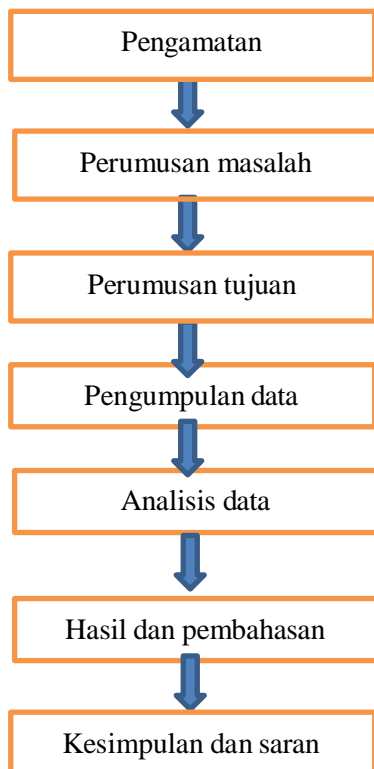 Pengamatan
Perumusan masalah
Perumusan tujuan
Pengumpulan data
Analisis data
Hasil dan pembahasan
Kesimpulan dan saran